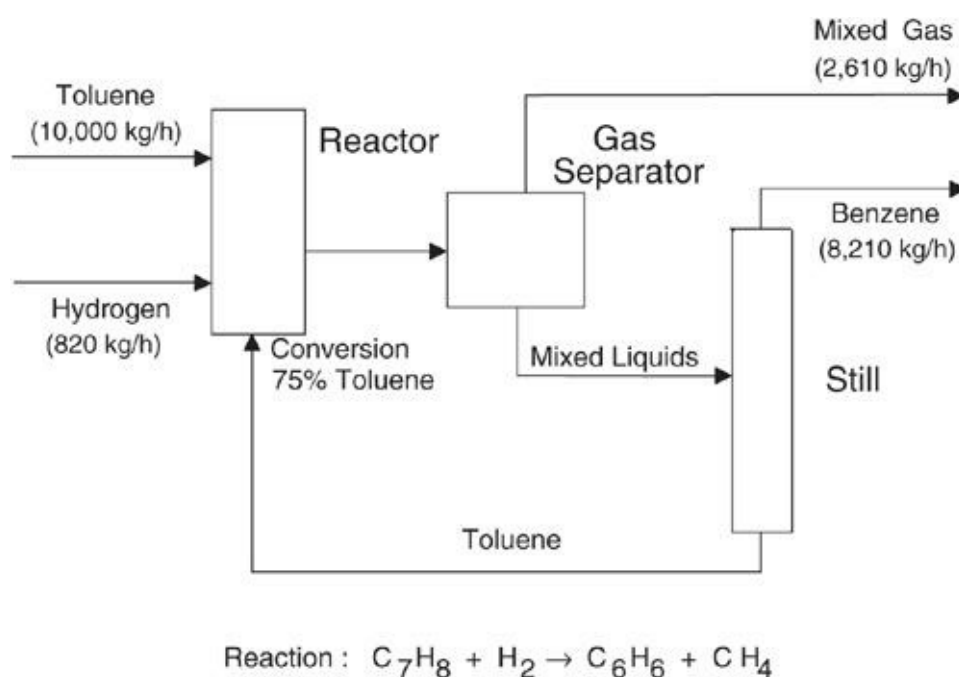 Mixed Gas
(2,610 kg/h)
Toluene
(10,000 kg/h)
Reactor
Gas
Separator
Benzene
(8,210 kg/h)
Hydrogen
(820 kg/h)
Conversion
75% Toluene
Mixed Liquids
Still
Toluene
Reaction : C₇H₈ + H₂ → C₆H₆ + CH₄